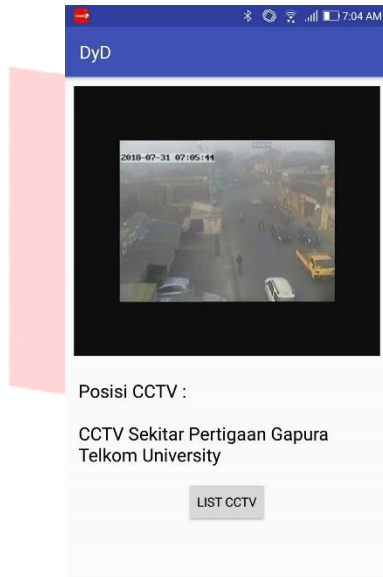 7:04 AM
DyD
2018-07-31 07:05:44
Posisi CCTV :
CCTV Sekitar Pertigaan Gapura
Telkom University
LIST CCTV